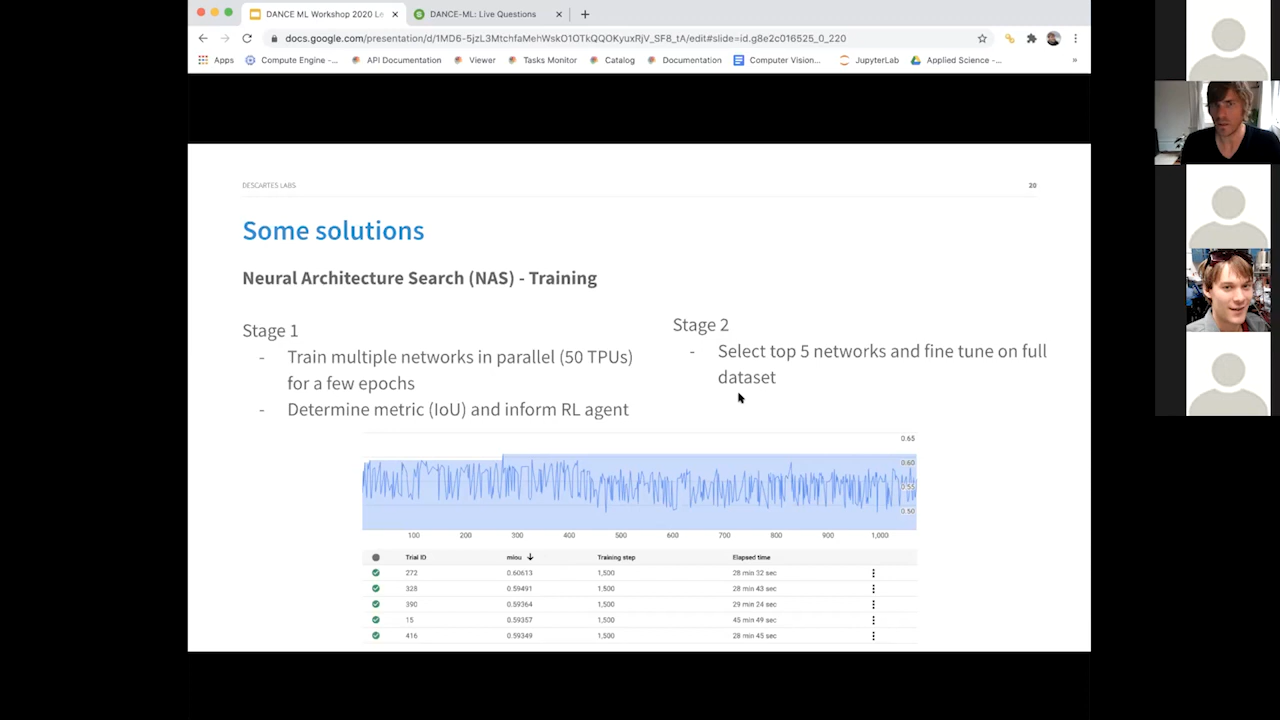 DANCE ML Workshop 2020 Le
DANCE-ML: Live Questions
docs.google.com/presentation/d/1MD6-5jzL3MtchfaMehWskO1OTkQQOKyuxRjV_SF8_tA/edit#slide=id.g8e2c016525_0_220
Apps
Compute Engine -...
API Documentation
Viewer
Tasks Monitor
Catalog
Documentation
Computer Vision...
JupyterLab
Applied Science -...
»
DESCARTES LABS
20
Some solutions
Neural Architecture Search (NAS) - Training
Stage 1
- Train multiple networks in parallel (50 TPUs)
for a few epochs
- Determine metric (IoU) and inform RL agent
Stage 2
- Select top 5 networks and fine tune on full
dataset
0.65
0.60
0.55
0.50
100 200 300 400 500 600 700 800 900 1,000
Trial ID miou Training step Elapsed time
272 0.60613 1,500 28 min 32 sec
328 0.59491 1,500 28 min 43 sec
390 0.59364 1,500 29 min 24 sec
15 0.59357 1,500 45 min 49 sec
416 0.59349 1,500 28 min 45 sec